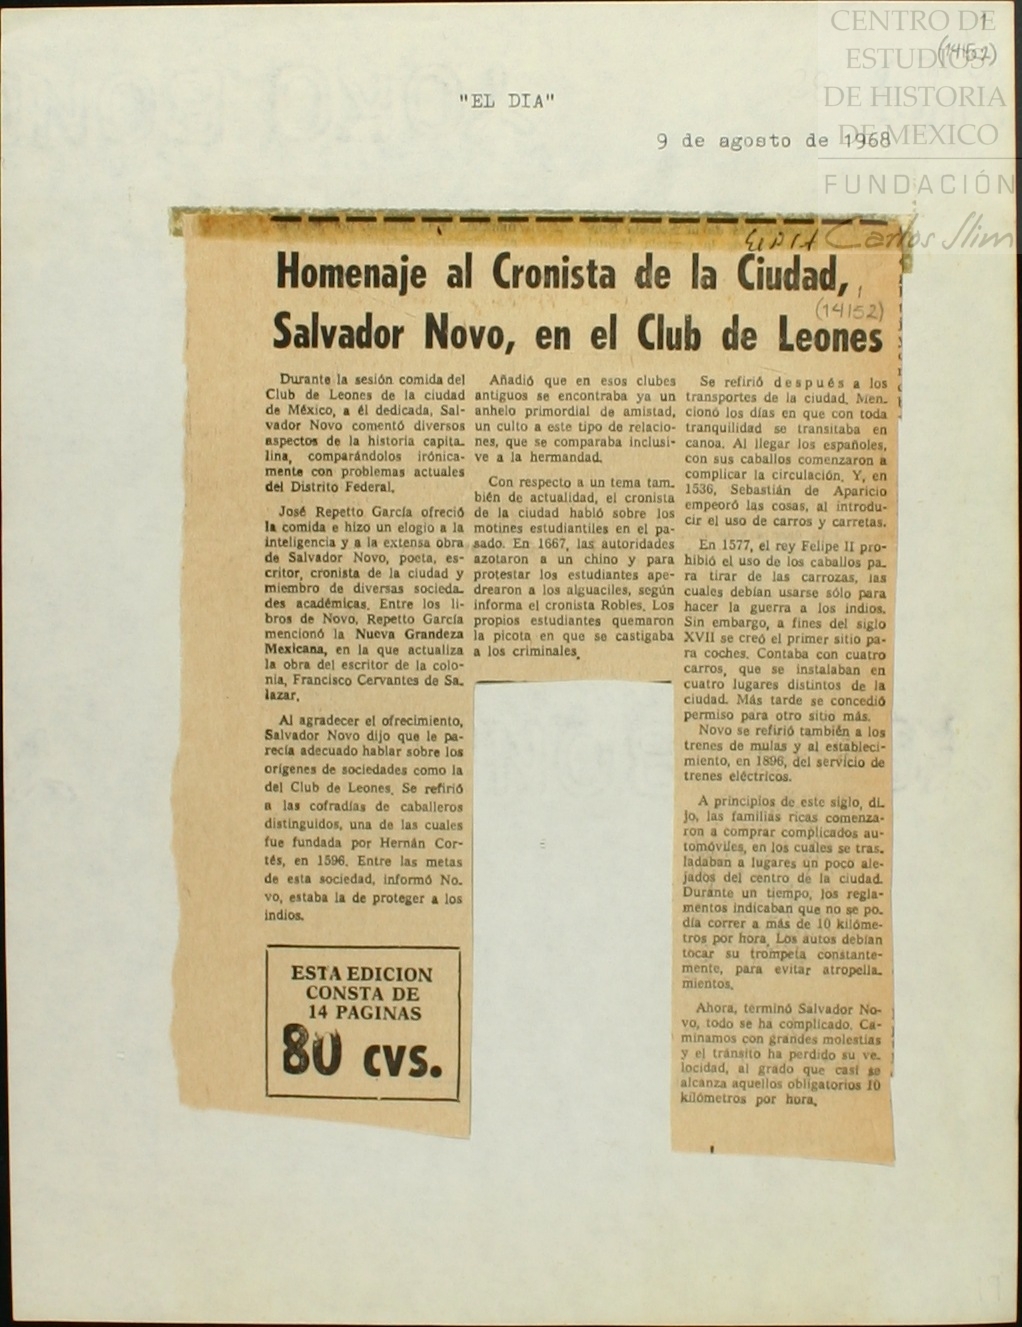 CENTRO DE
ESTUDIOS
DE HISTORIA
DE MEXICO
FUNDACIÓN
Carlos Slim
1
(14152)
"EL DIA"
9 de agosto de 1968
El DIA
Homenaje al Cronista de la Ciudad,
Salvador Novo, en el Club de Leones
1
(14152)
Durante la sesión comida del
Club de Leones de la ciudad
de México, a él dedicada, Sal-
vador Novo comentó diversos
aspectos de la historia capita-
lina, comparándolos irónica-
mente con problemas actuales
del Distrito Federal.
José Repetto García ofreció
la comida e hizo un elogio a la
inteligencia y a la extensa obra
de Salvador Novo, poeta, es-
critor, cronista de la ciudad y
miembro de diversas socieda-
des académicas. Entre los li-
bros de Novo, Repetto García
mencionó la Nueva Grandeza
Mexicana, en la que actualiza
la obra del escritor de la colo-
nia, Francisco Cervantes de Sa-
lazar.
Al agradecer el ofrecimiento,
Salvador Novo dijo que le pa-
recía adecuado hablar sobre los
orígenes de sociedades como la
del Club de Leones. Se refirió
a las cofradías de caballeros
distinguidos, una de las cuales
fue fundada por Hernán Cor-
tés, en 1596. Entre las metas
de esta sociedad, informó No-
vo, estaba la de proteger a los
indios.
ESTA EDICION
CONSTA DE
14 PAGINAS
80 CVS.
Añadió que en esos clubes
antiguos se encontraba ya un
anhelo primordial de amistad,
un culto a este tipo de relacio-
nes, que se comparaba inclusi-
ve a la hermandad.
Con respecto a un tema tam-
bién de actualidad, el cronista
de la ciudad habló sobre los
motines estudiantiles en el pa-
sado. En 1667, las autoridades
azotaron a un chino y para
protestar los estudiantes ape-
drearon a los alguaciles, según
informa el cronista Robles. Los
propios estudiantes quemaron
la picota en que se castigaba
a los criminales.
Se refirió después a los
transportes de la ciudad. Men-
cionó los días en que con toda
tranquilidad se transitaba en
canoa. Al llegar los españoles,
con sus caballos comenzaron a
complicar la circulación. Y, en
1536, Sebastián de Aparicio
empeoró las cosas, al introdu-
cir el uso de carros y carretas.
En 1577, el rey Felipe II pro-
hibió el uso de los caballos pa-
ra tirar de las carrozas, las
cuales debían usarse sólo para
hacer la guerra a los indios.
Sin embargo, a fines del siglo
XVII se creó el primer sitio pa-
ra coches. Contaba con cuatro
carros, que se instalaban en
cuatro lugares distintos de la
ciudad. Más tarde se concedió
permiso para otro sitio más.
Novo se refirió también a los
trenes de mulas y al estableci-
miento, en 1896, del servicio de
trenes eléctricos.
A principios de este siglo, di-
jo, las familias ricas comenza-
ron a comprar complicados au-
tomóviles, en los cuales se tras-
ladaban a lugares un poco ale-
jados del centro de la ciudad.
Durante un tiempo, los regla-
mentos indicaban que no se po-
día correr a más de 10 kilóme-
tros por hora. Los autos debían
tocar su trompeta constante-
mente, para evitar atropella-
mientos.
Ahora, terminó Salvador No-
vo, todo se ha complicado. Ca-
minamos con grandes molestias
y el tránsito ha perdido su ve-
locidad, al grado que casi se
alcanza aquellos obligatorios 10
kilómetros por hora.